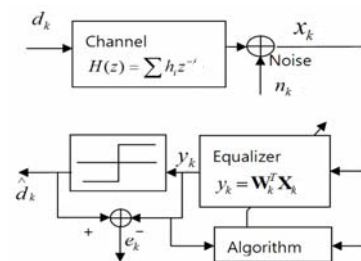 d_k
Channel
H(z) = ∑ h_i z^{-i}
x_k
Noise
n_k
d̂_k
y_k
Equalizer
y_k = W_k^T X_k
+
−
e_k
Algorithm